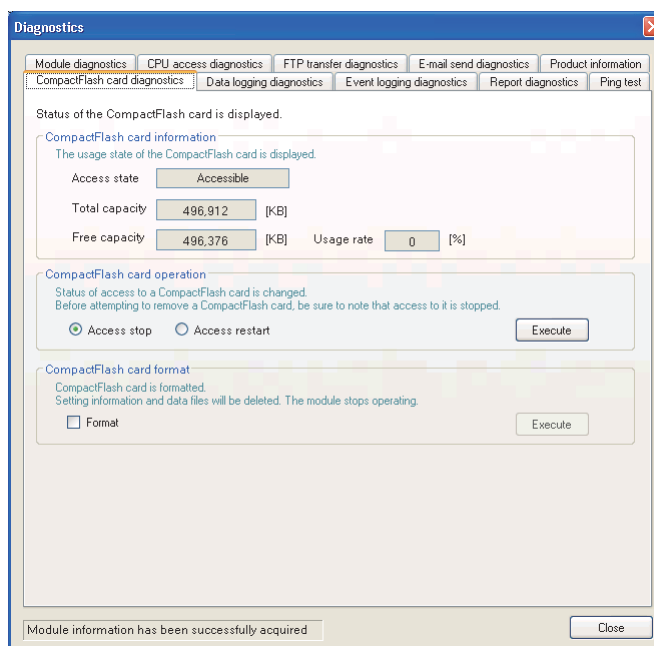 Diagnostics
Module diagnostics CPU access diagnostics FTP transfer diagnostics E-mail send diagnostics Product information
CompactFlash card diagnostics Data logging diagnostics Event logging diagnostics Report diagnostics Ping test
Status of the CompactFlash card is displayed.
CompactFlash card information
The usage state of the CompactFlash card is displayed.
Access state Accessible
Total capacity 496,912 [KB]
Free capacity 496,376 [KB] Usage rate 0 [%]
CompactFlash card operation
Status of access to a CompactFlash card is changed.
Before attempting to remove a CompactFlash card, be sure to note that access to it is stopped.
Access stop Access restart Execute
CompactFlash card format
CompactFlash card is formatted.
Setting information and data files will be deleted. The module stops operating.
Format Execute
Module information has been successfully acquired Close